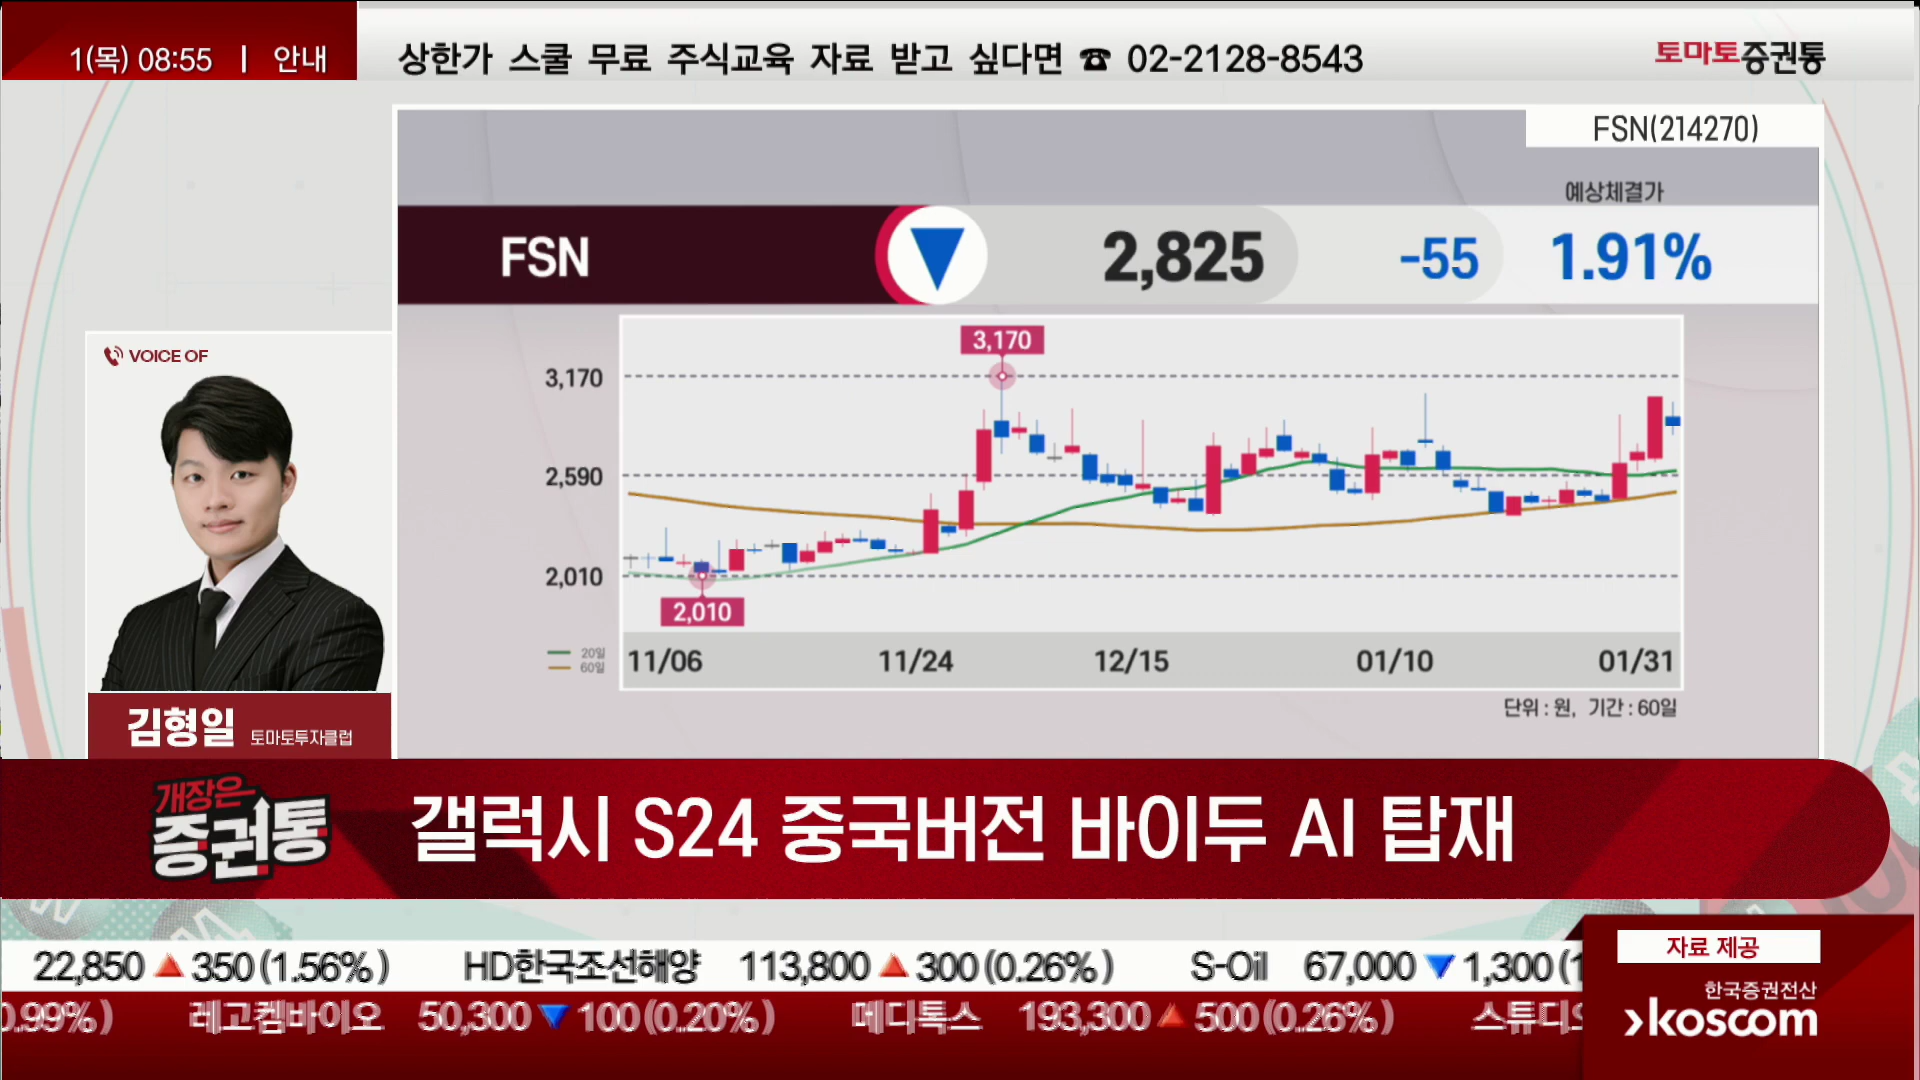 1(목) 08:55 | 안내
상한가 스쿨 무료 주식교육 자료 받고 싶다면 ☎ 02-2128-8543
토마토증권통
FSN(214270)
예상체결가
FSN ▼ 2,825 -55 1.91%
3,170
3,170
2,590
2,010
2,010
20일
60일
11/06 11/24 12/15 01/10 01/31
단위 : 원, 기간 : 60일
VOICE OF
김형일 토마토투자클럽
개장은 증권통
갤럭시 S24 중국버전 바이두 AI 탑재
22,850 ▲ 350 (1.56%) HD한국조선해양 113,800 ▲ 300 (0.26%) S-Oil 67,000 ▼ 1,300 (1
0.99%) 레고켐바이오 50,300 ▼ 100 (0.20%) 메디톡스 193,300 ▲ 500 (0.26%) 스튜디오
자료 제공
한국증권전산
koscom